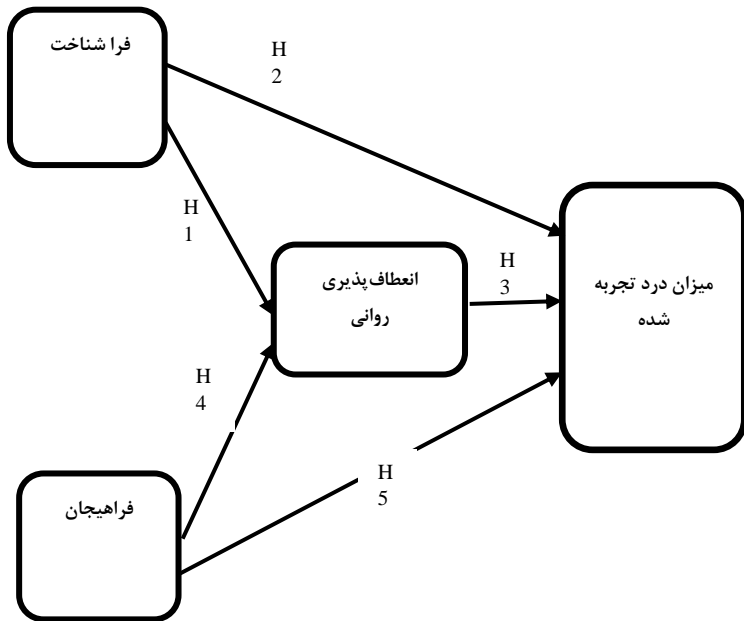 فرا شناخت
H
2
H
1
انعطاف‌پذیری
روانی
H
3
میزان درد تجربه
شده
H
4
H
5
فراهیجان